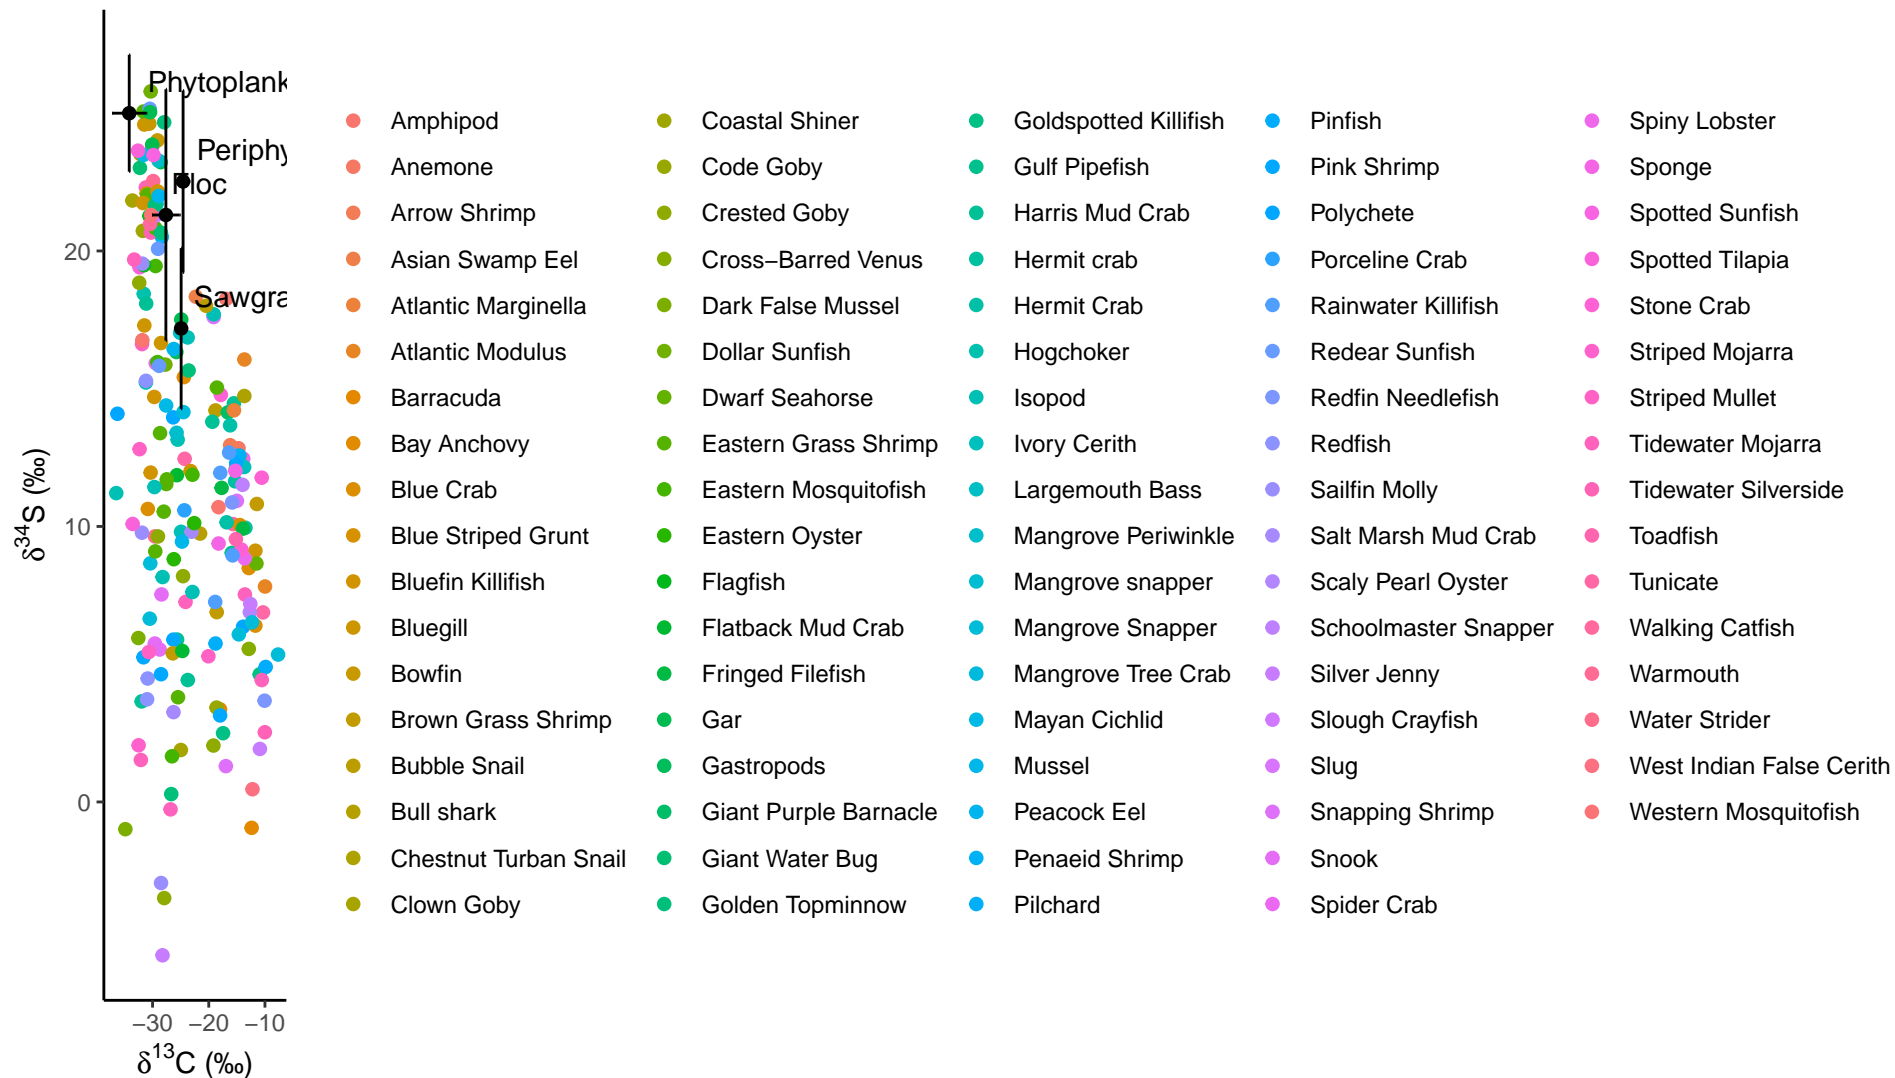 Phytoplank
Periphy
Floc
Sawgra
20
10
0
−30 −20 −10
δ13C (‰)
δ34S (‰)
Amphipod
Anemone
Arrow Shrimp
Asian Swamp Eel
Atlantic Marginella
Atlantic Modulus
Barracuda
Bay Anchovy
Blue Crab
Blue Striped Grunt
Bluefin Killifish
Bluegill
Bowfin
Brown Grass Shrimp
Bubble Snail
Bull shark
Chestnut Turban Snail
Clown Goby
Coastal Shiner
Code Goby
Crested Goby
Cross−Barred Venus
Dark False Mussel
Dollar Sunfish
Dwarf Seahorse
Eastern Grass Shrimp
Eastern Mosquitofish
Eastern Oyster
Flagfish
Flatback Mud Crab
Fringed Filefish
Gar
Gastropods
Giant Purple Barnacle
Giant Water Bug
Golden Topminnow
Goldspotted Killifish
Gulf Pipefish
Harris Mud Crab
Hermit crab
Hermit Crab
Hogchoker
Isopod
Ivory Cerith
Largemouth Bass
Mangrove Periwinkle
Mangrove snapper
Mangrove Snapper
Mangrove Tree Crab
Mayan Cichlid
Mussel
Peacock Eel
Penaeid Shrimp
Pilchard
Pinfish
Pink Shrimp
Polychete
Porceline Crab
Rainwater Killifish
Redear Sunfish
Redfin Needlefish
Redfish
Sailfin Molly
Salt Marsh Mud Crab
Scaly Pearl Oyster
Schoolmaster Snapper
Silver Jenny
Slough Crayfish
Slug
Snapping Shrimp
Snook
Spider Crab
Spiny Lobster
Sponge
Spotted Sunfish
Spotted Tilapia
Stone Crab
Striped Mojarra
Striped Mullet
Tidewater Mojarra
Tidewater Silverside
Toadfish
Tunicate
Walking Catfish
Warmouth
Water Strider
West Indian False Cerith
Western Mosquitofish